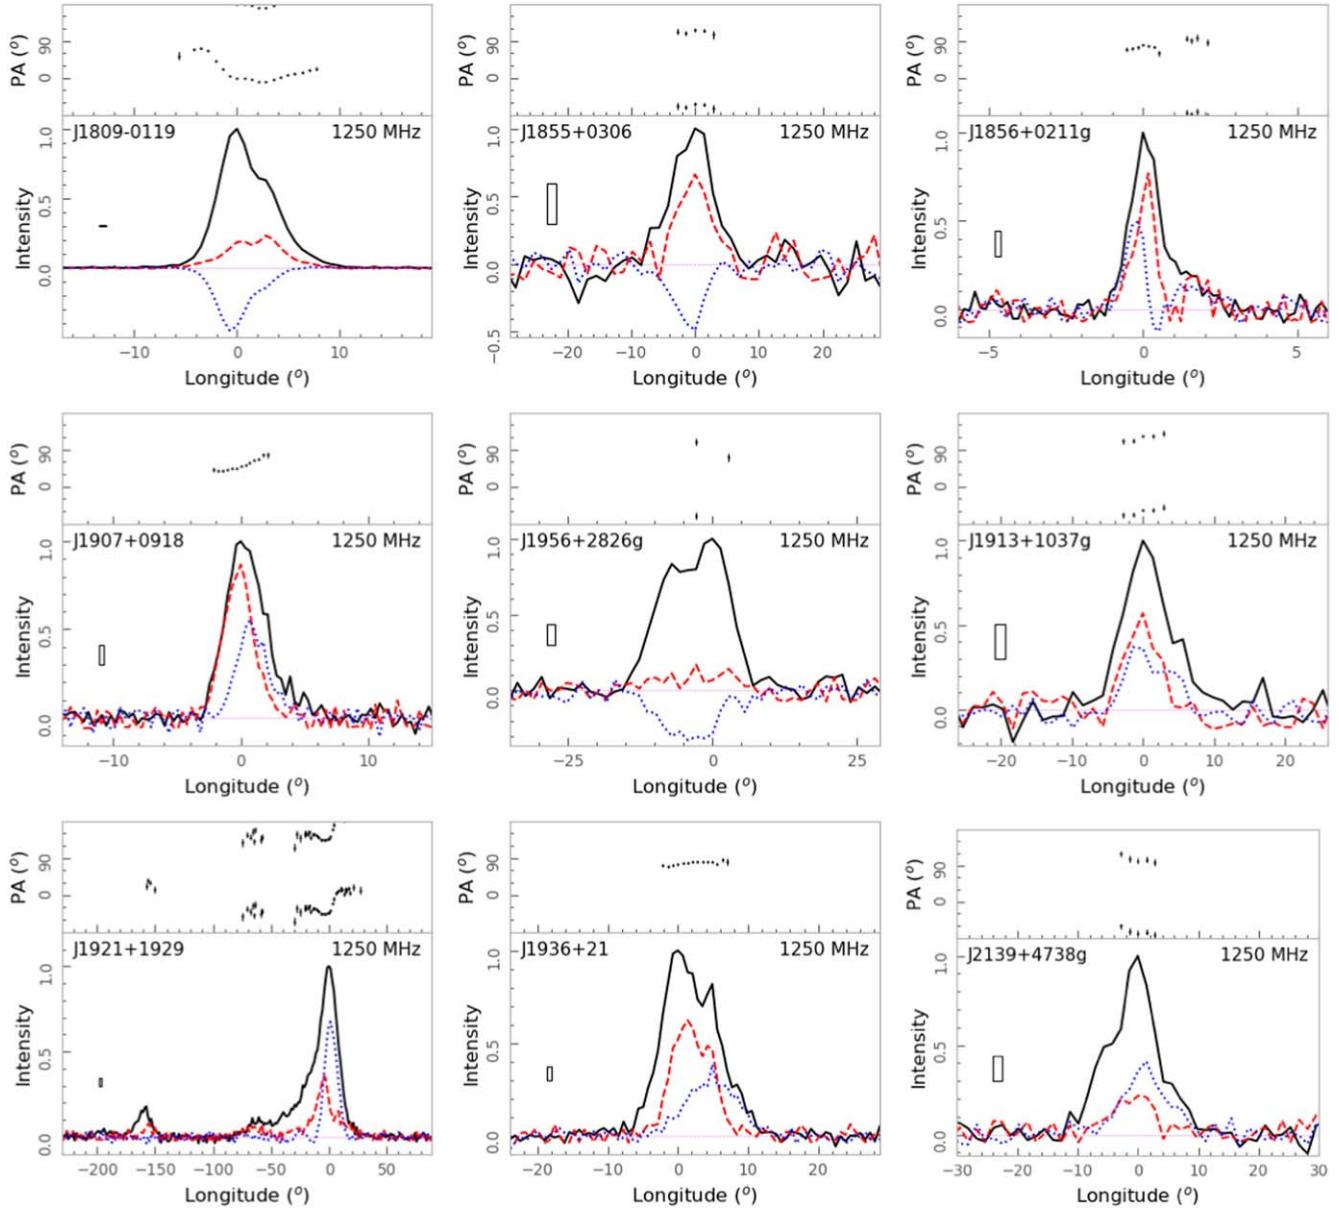 PA (°) 90 0
J1809-0119 1250 MHz
Intensity 1.0 0.5 0.0
−10 0 10
Longitude (°)
PA (°) 90 0
J1855+0306 1250 MHz
Intensity 1.0 0.5 0.0 −0.5
−20 −10 0 10 20
Longitude (°)
PA (°) 90 0
J1856+0211g 1250 MHz
Intensity 1.0 0.5 0.0
−5 0 5
Longitude (°)
PA (°) 90 0
J1907+0918 1250 MHz
Intensity 1.0 0.5 0.0
−10 0 10
Longitude (°)
PA (°) 90 0
J1956+2826g 1250 MHz
Intensity 1.0 0.5 0.0
−25 0 25
Longitude (°)
PA (°) 90 0
J1913+1037g 1250 MHz
Intensity 1.0 0.5 0.0
−20 −10 0 10 20
Longitude (°)
PA (°) 90 0
J1921+1929 1250 MHz
Intensity 1.0 0.5 0.0
−200 −150 −100 −50 0 50
Longitude (°)
PA (°) 90 0
J1936+21 1250 MHz
Intensity 1.0 0.5 0.0
−20 0 20
Longitude (°)
PA (°) 90 0
J2139+4738g 1250 MHz
Intensity 1.0 0.5 0.0
−30 −20 −10 0 10 20 30
Longitude (°)